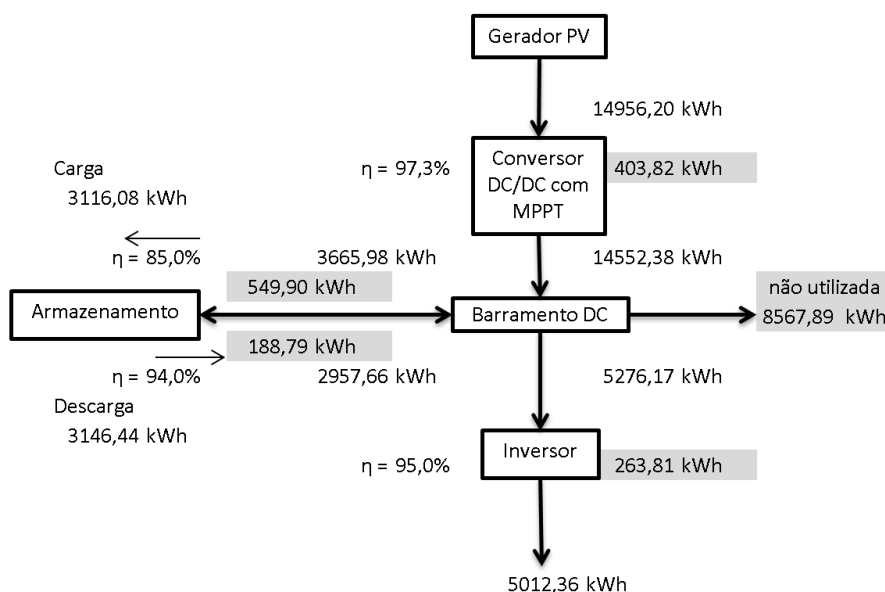 Gerador PV
14956,20 kWh
Carga
3116,08 kWh
η = 97,3%
Conversor
DC/DC com
MPPT
403,82 kWh
η = 85,0%
3665,98 kWh
14552,38 kWh
549,90 kWh
não utilizada
8567,89 kWh
Armazenamento
Barramento DC
188,79 kWh
η = 94,0%
2957,66 kWh
5276,17 kWh
Descarga
3146,44 kWh
η = 95,0%
Inversor
263,81 kWh
5012,36 kWh